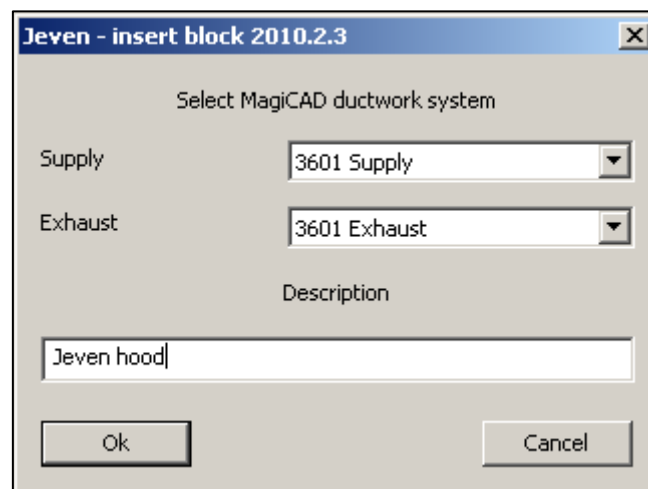 Jeven - insert block 2010.2.3
Select MagiCAD ductwork system
Supply 3601 Supply
Exhaust 3601 Exhaust
Description
Jeven hood
Ok Cancel